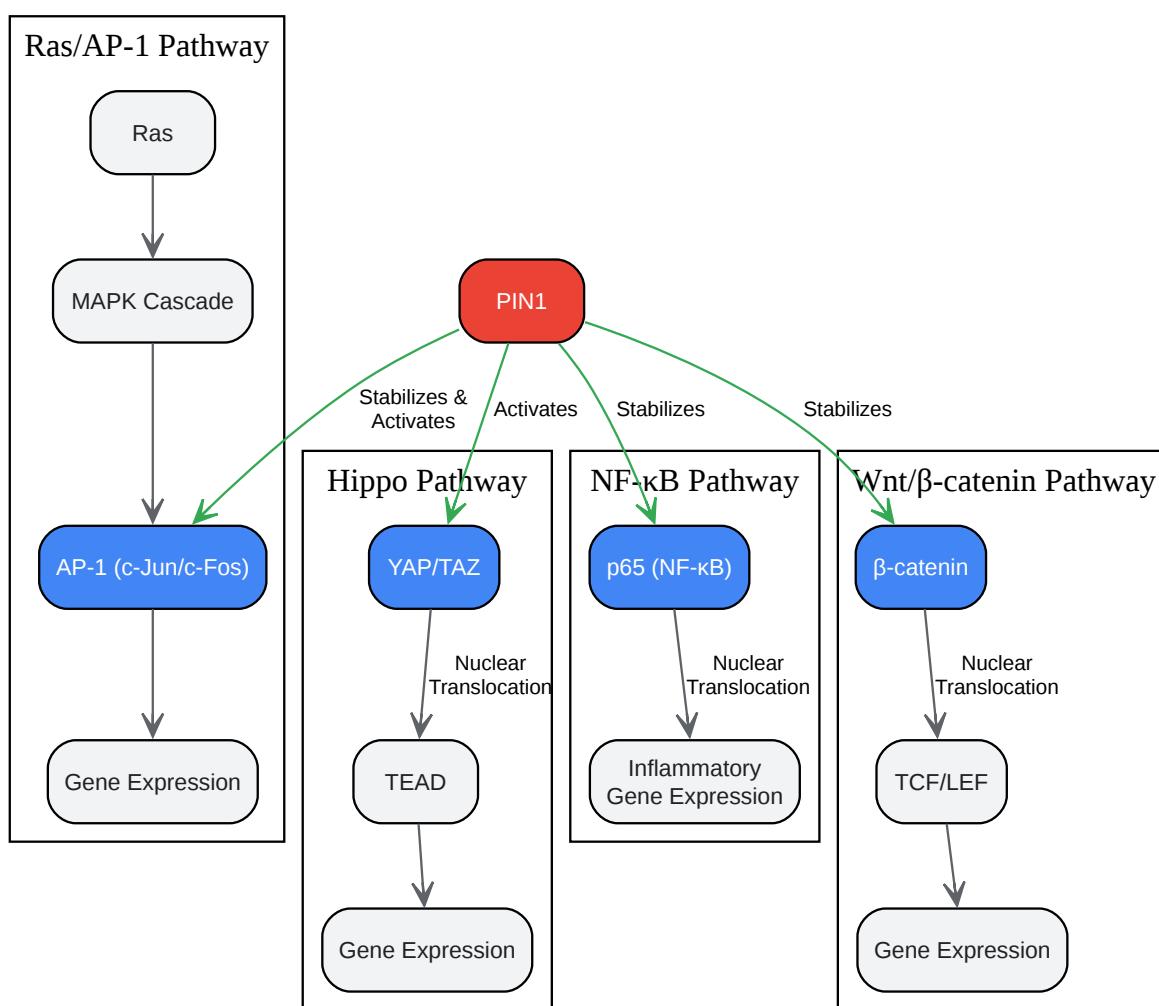 Ras/AP-1 Pathway
Ras
MAPK Cascade
PIN1
Stabilizes &
Activates
Activates
Stabilizes
Stabilizes
Hippo Pathway
NF-κB Pathway
Wnt/β-catenin Pathway
AP-1 (c-Jun/c-Fos)
YAP/TAZ
p65 (NF-κB)
β-catenin
Nuclear
Translocation
Nuclear
Translocation
Nuclear
Translocation
Gene Expression
TEAD
Inflammatory
Gene Expression
TCF/LEF
Gene Expression
Gene Expression